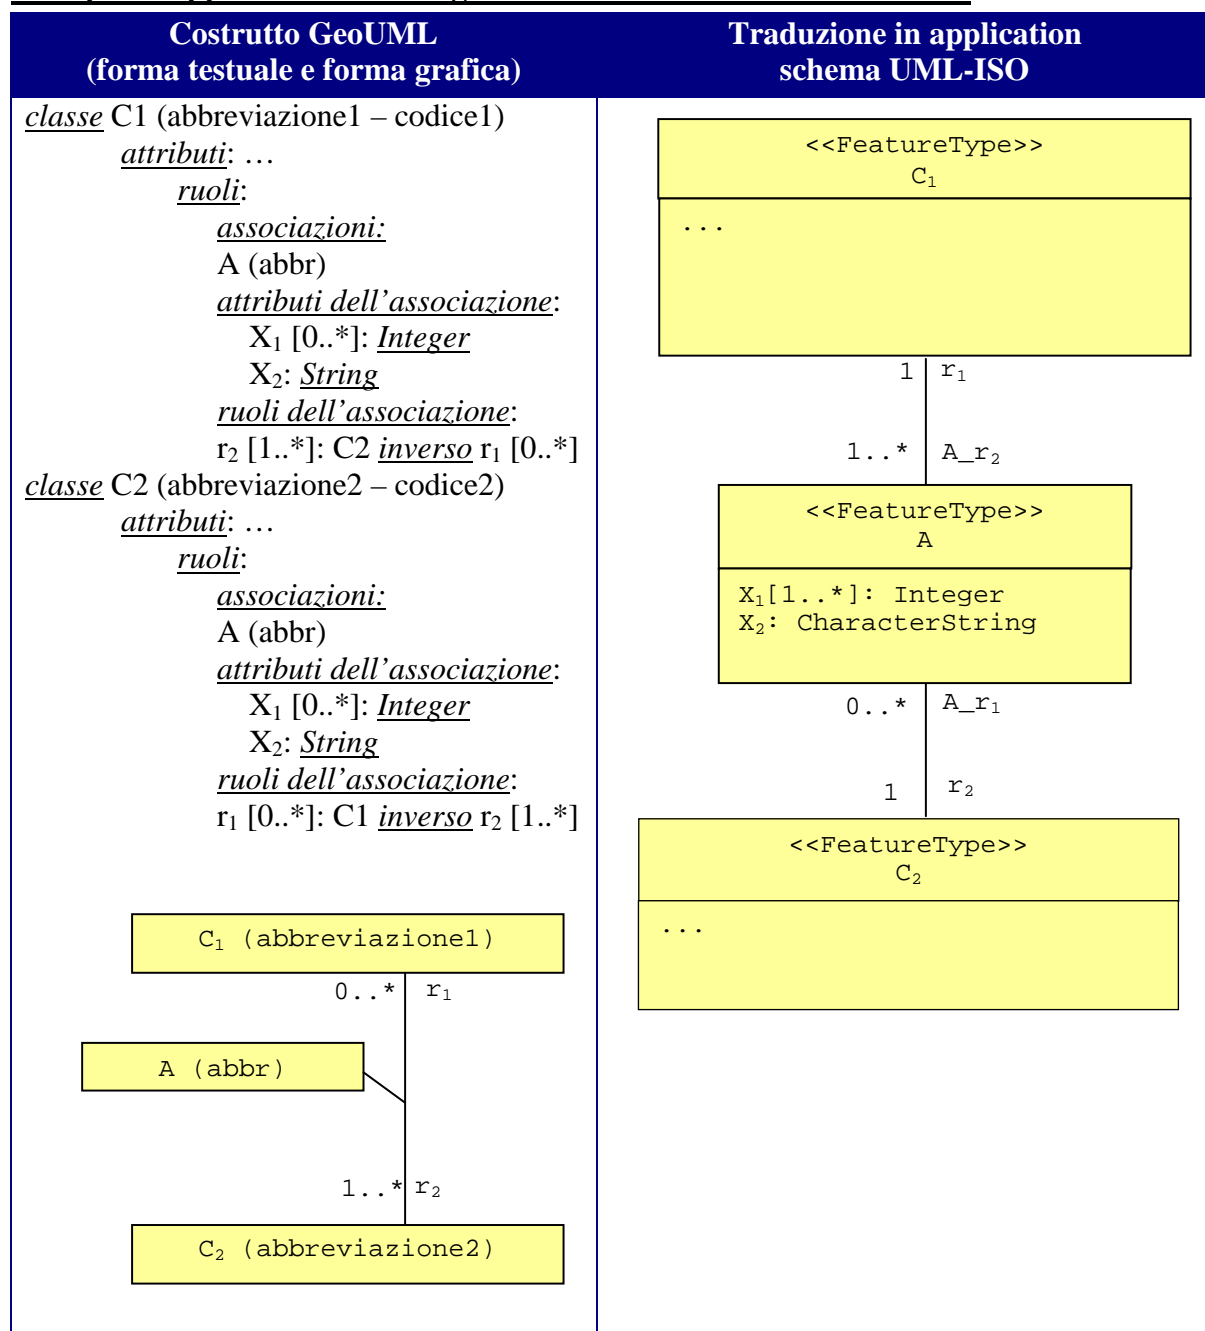 Costrutto GeoUML
(forma testuale e forma grafica)
Traduzione in application
schema UML-ISO
classe C1 (abbreviazione1 – codice1)
attributi: …
ruoli:
associazioni:
A (abbr)
attributi dell’associazione:
X₁ [0..*]: Integer
X₂: String
ruoli dell’associazione:
r₂ [1..*]: C2 inverso r₁ [0..*]
classe C2 (abbreviazione2 – codice2)
attributi: …
ruoli:
associazioni:
A (abbr)
attributi dell’associazione:
X₁ [0..*]: Integer
X₂: String
ruoli dell’associazione:
r₁ [0..*]: C1 inverso r₂ [1..*]
C₁ (abbreviazione1)
0..* r₁
A (abbr)
1..* r₂
C₂ (abbreviazione2)
<<FeatureType>>
C₁
...
1 r₁
1..* A_r₂
<<FeatureType>>
A
X₁[1..*]: Integer
X₂: CharacterString
0..* A_r₁
1 r₂
<<FeatureType>>
C₂
...